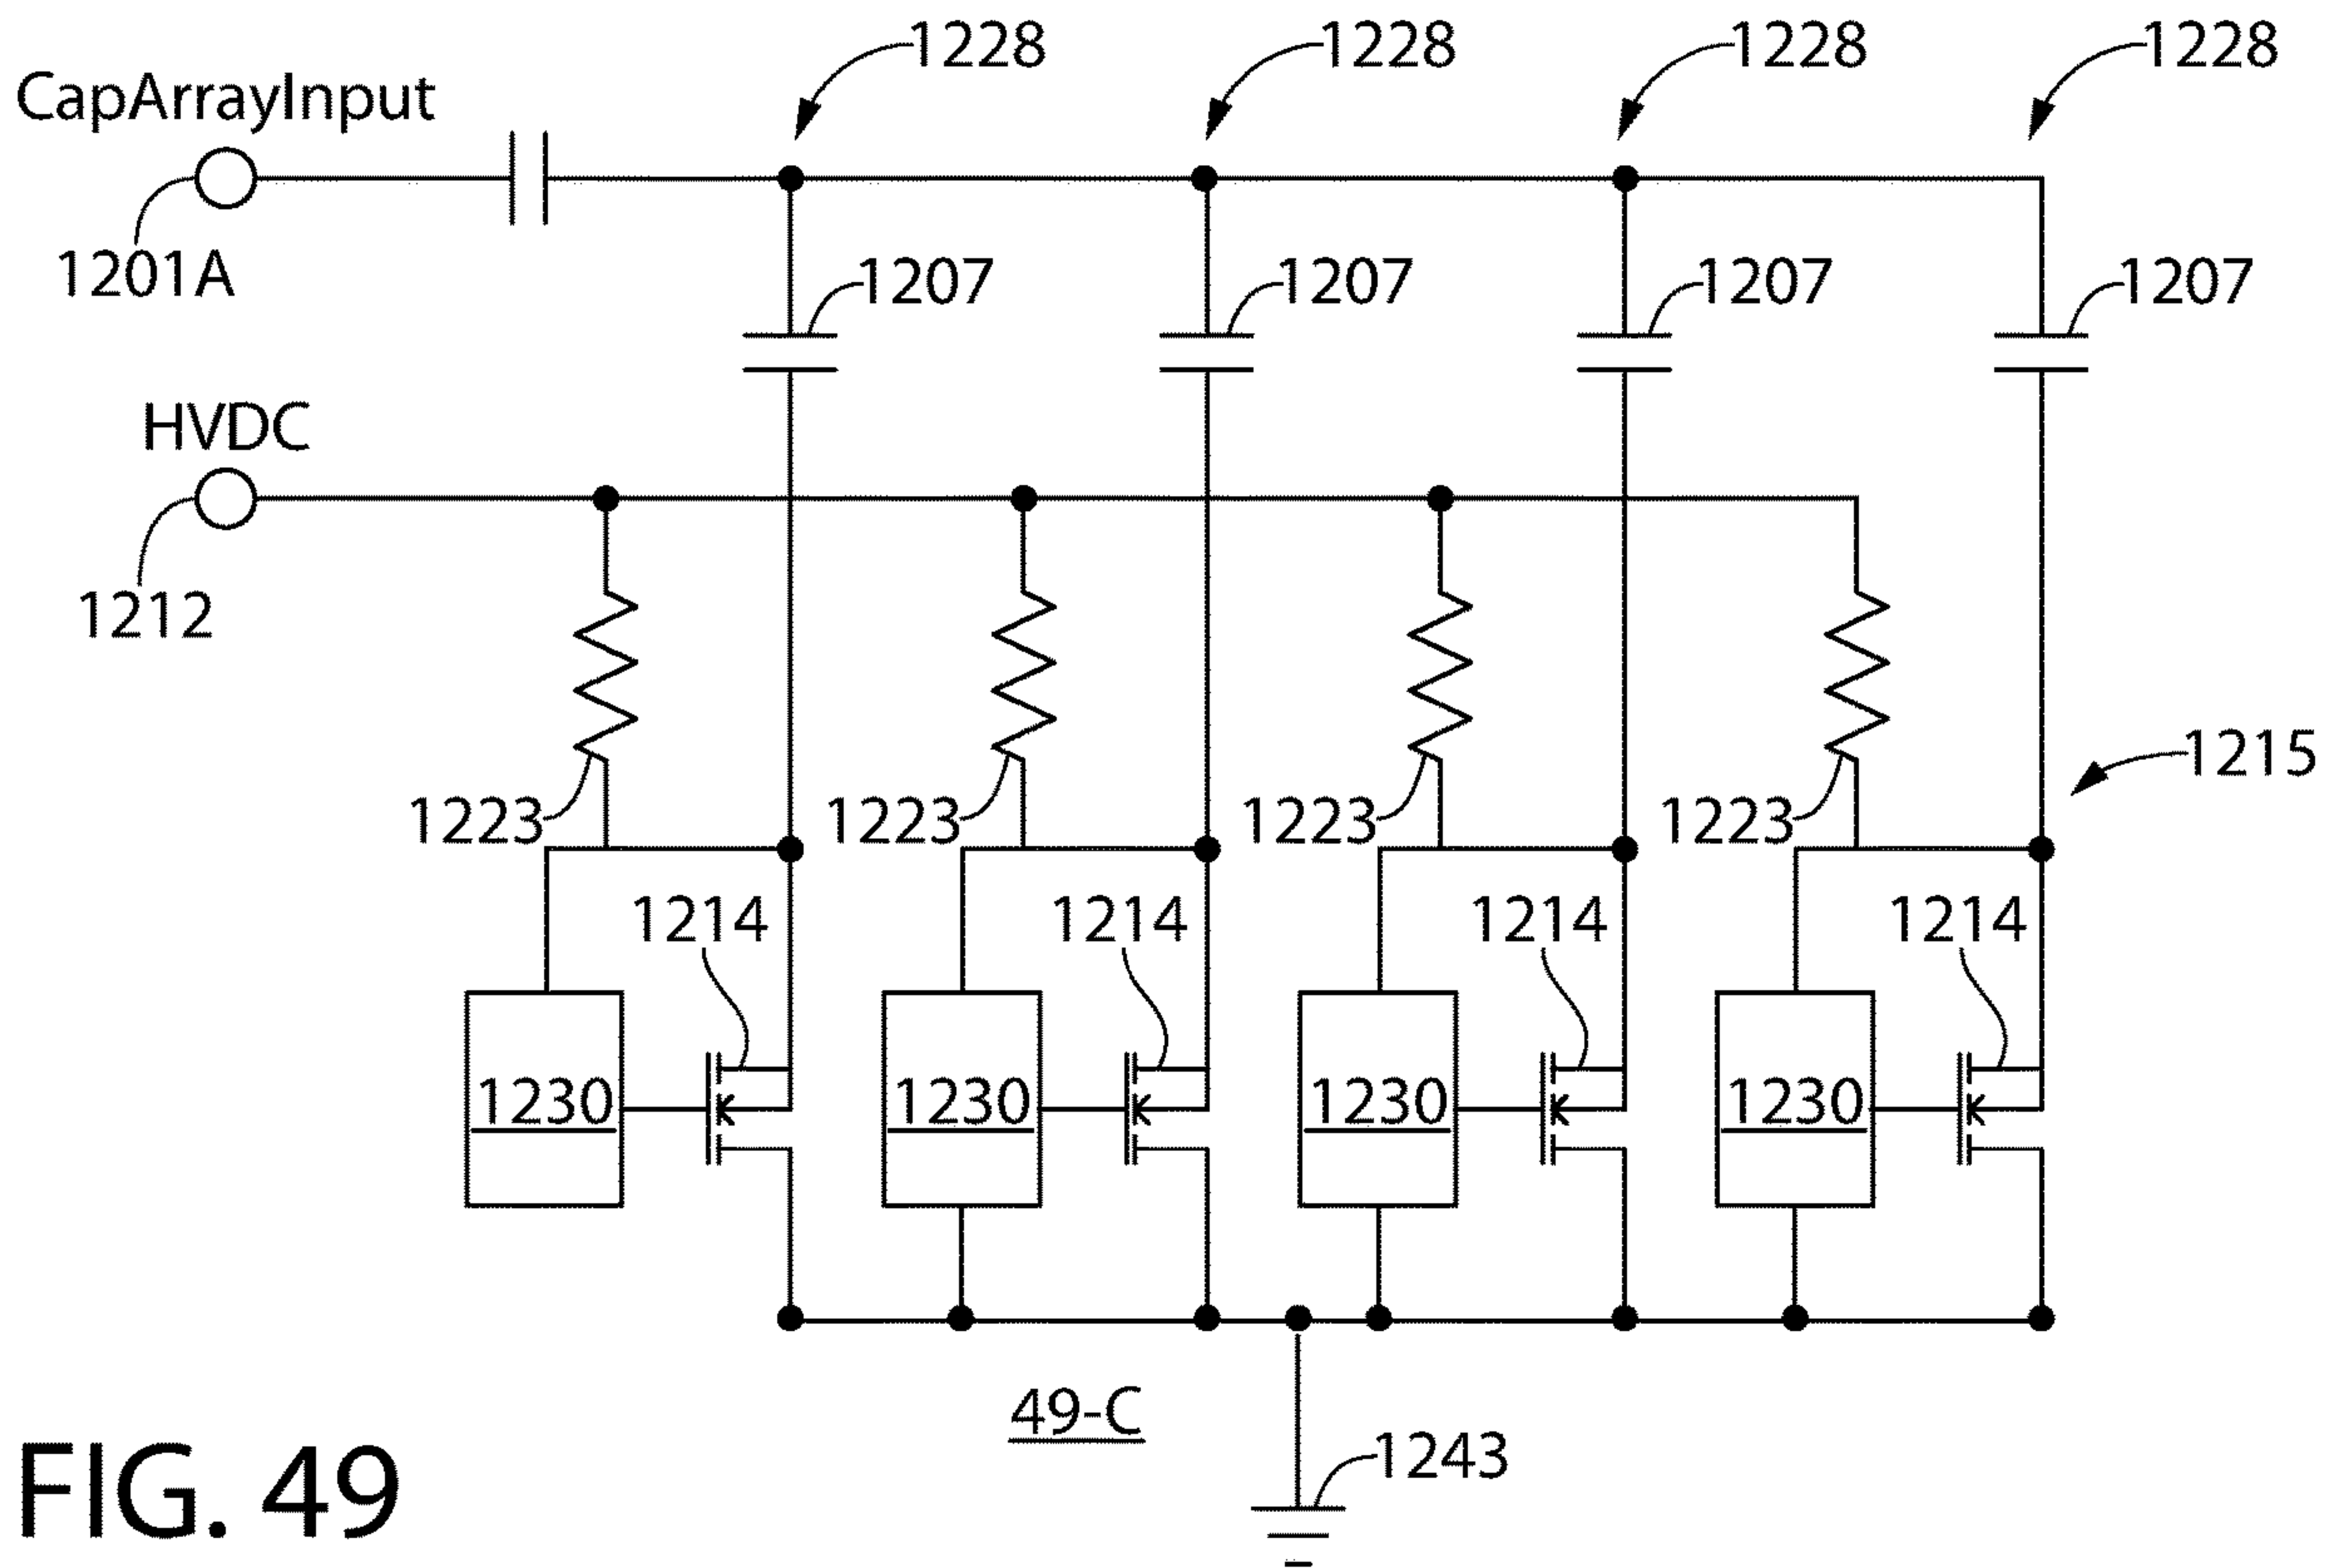 1228 1228 1228 1228
CapArrayInput
1201A
1207 1207 1207 1207
HVDC
1212
1215
1223 1223 1223 1223
1214 1214 1214 1214
1230 1230 1230 1230
49-C
1243
FIG. 49